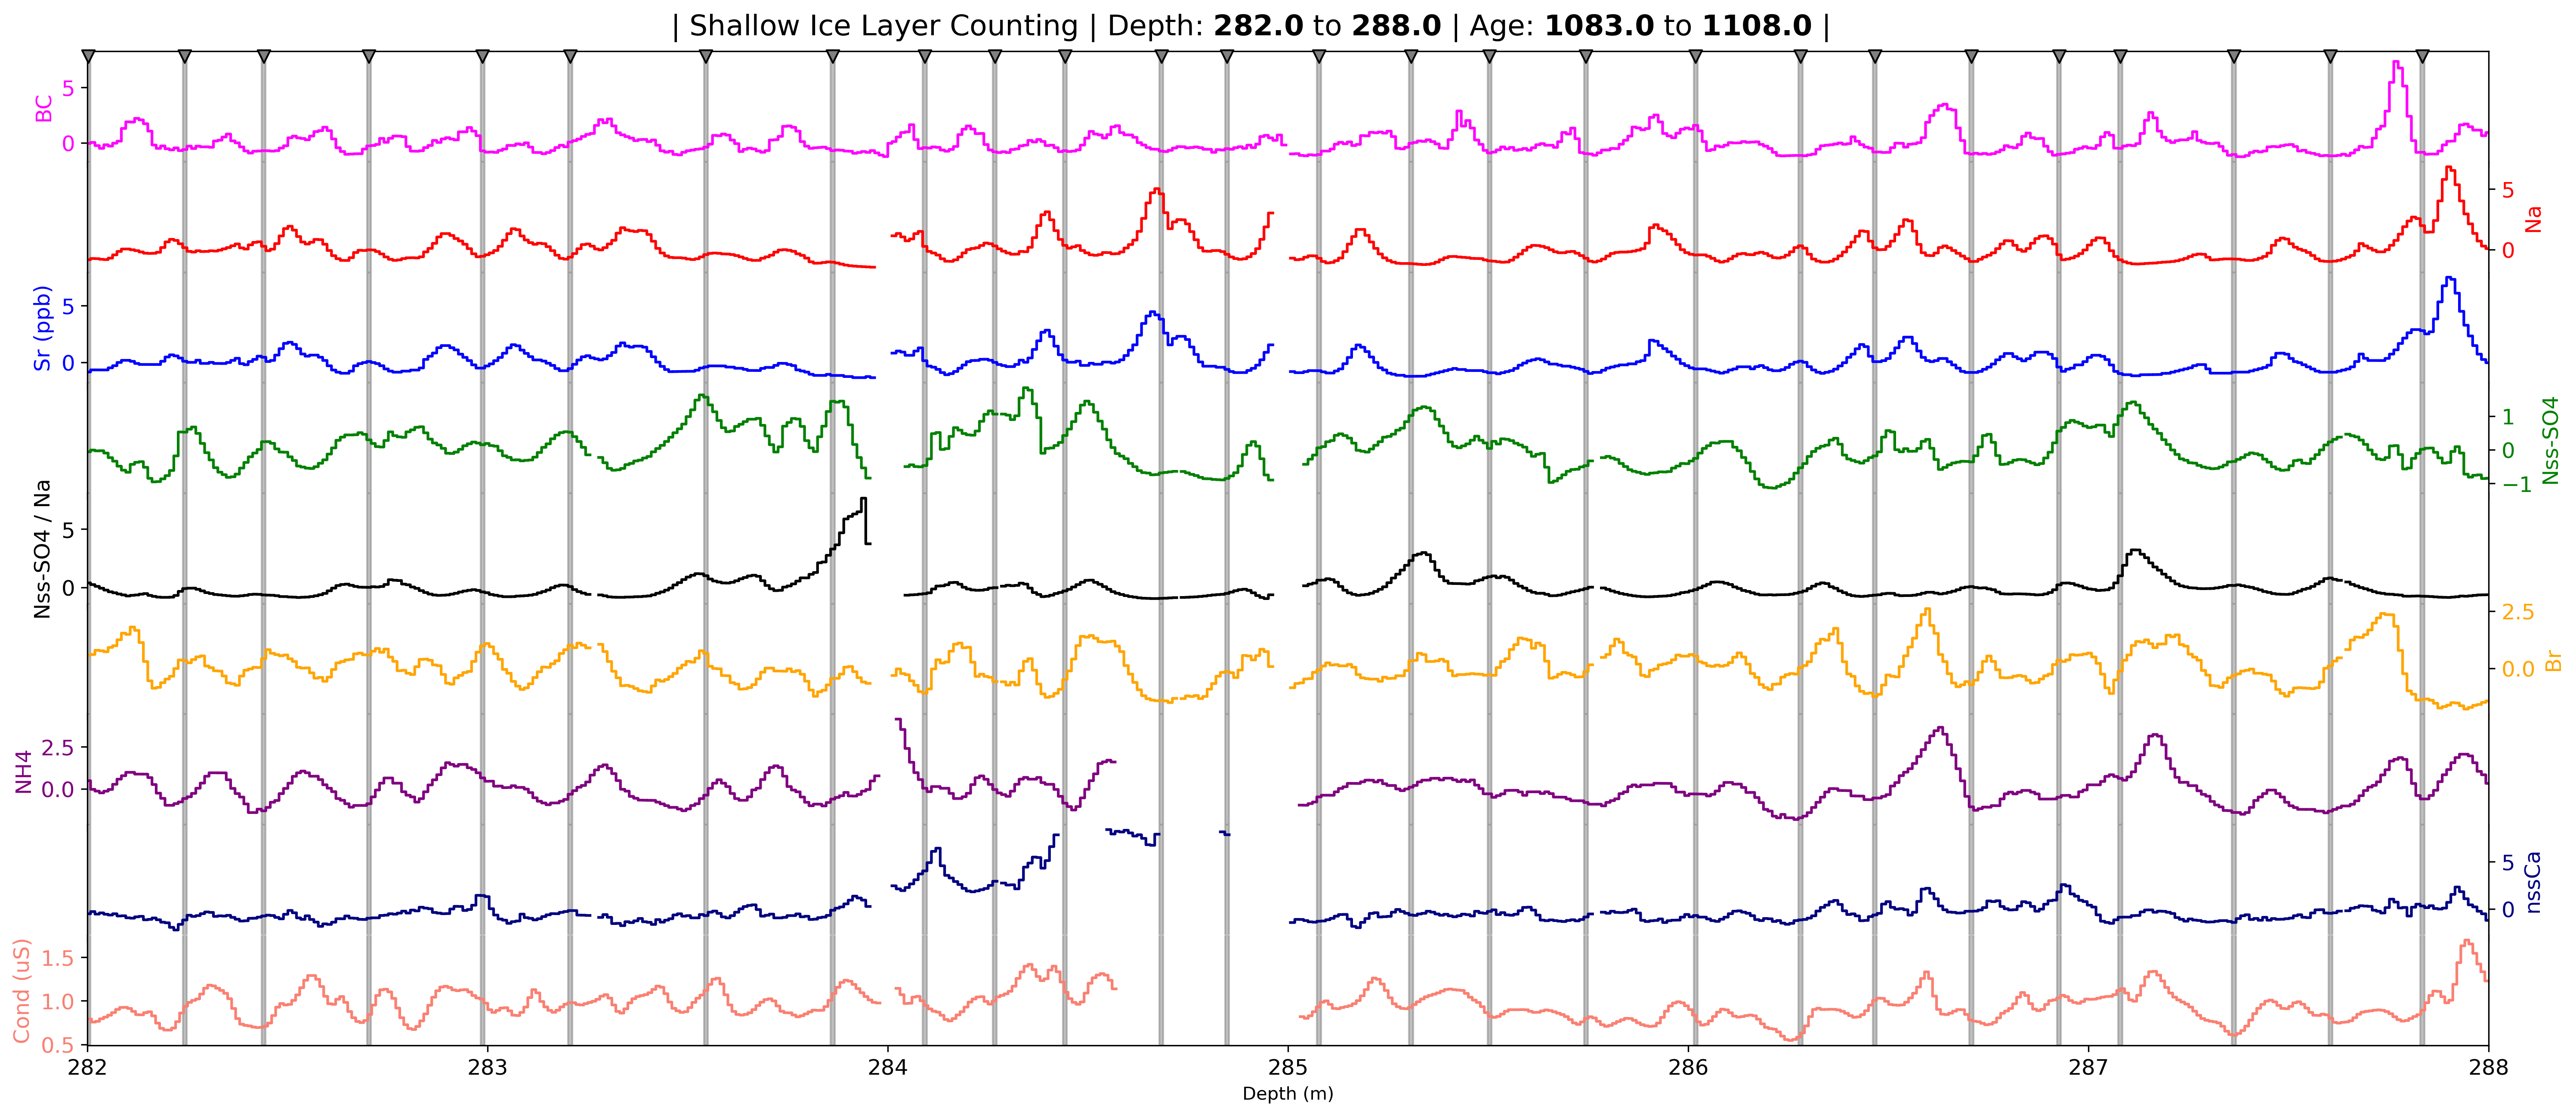 | Shallow Ice Layer Counting | Depth: 282.0 to 288.0 | Age: 1083.0 to 1108.0 |
BC
5
0
5
0
Na
Sr (ppb)
5
0
1
0
−1
Nss-SO4
Nss-SO4 / Na
5
0
2.5
0.0
Br
NH4
2.5
0.0
5
0
nssCa
Cond (uS)
1.5
1.0
0.5
282
283
284
285
286
287
288
Depth (m)